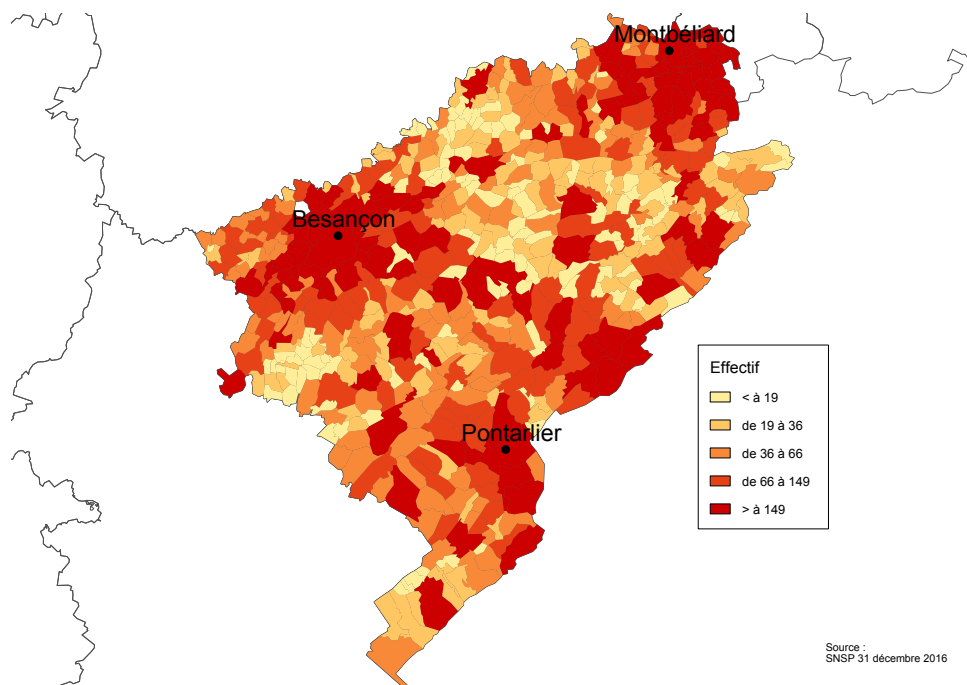 Montbéliard
Besançon
Pontarlier
Effectif
< à 19
de 19 à 36
de 36 à 66
de 66 à 149
> à 149
Source :
SNSP 31 décembre 2016